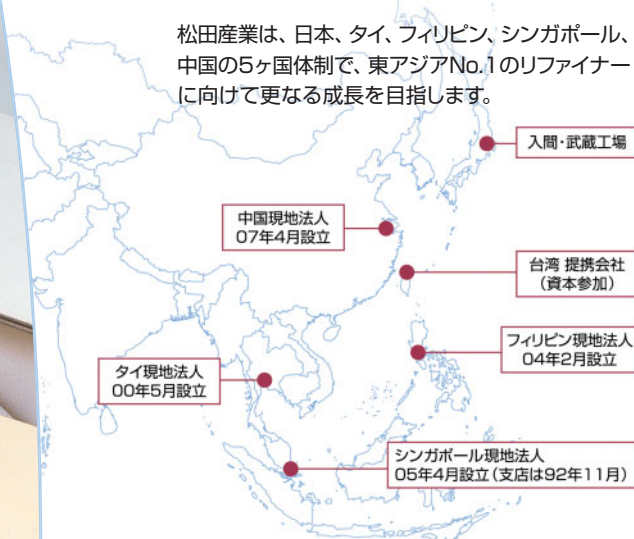 松田産業は、日本、タイ、フィリピン、シンガポール、
中国の5ヶ国体制で、東アジアNo.1のリファイナー
に向けて更なる成長を目指します。
入間・武蔵工場
中国現地法人
07年4月設立
台湾 提携会社
（資本参加）
フィリピン現地法人
04年2月設立
タイ現地法人
00年5月設立
シンガポール現地法人
05年4月設立（支店は92年11月）